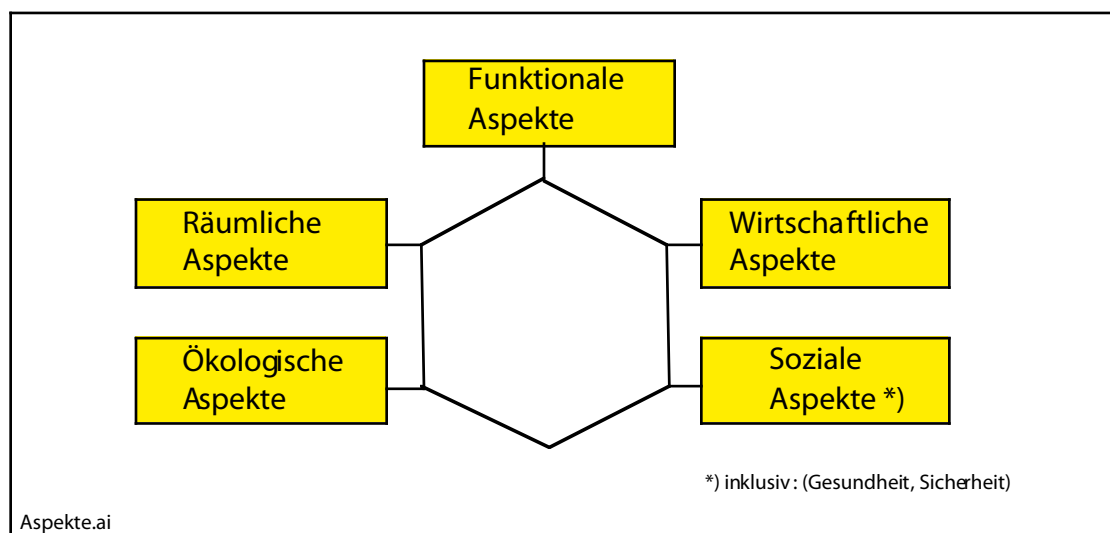 Funktionale
Aspekte
Räumliche
Aspekte
Wirtschaftliche
Aspekte
Ökologische
Aspekte
Soziale
Aspekte *)
*) inklusiv: (Gesundheit, Sicherheit)
Aspekte.ai